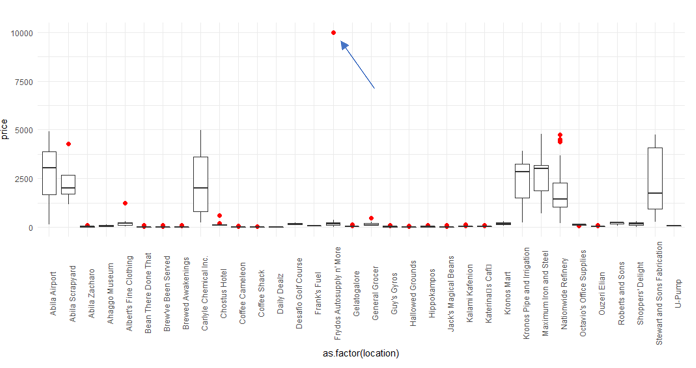 10000
7500
5000
2500
0
price
Abila Airport
Abila Scrapyard
Abila Zacharo
Ahaggo Museum
Albert's Fine Clothing
Bean There Done That
Brew've Been Served
Brewed Awakenings
Carlyle Chemical Inc.
Chostus Hotel
Coffee Cameleon
Coffee Shack
Daily Dealz
Desafio Golf Course
Frank's Fuel
Frydos Autosupply n' More
Gelatogalore
General Grocer
Guy's Gyros
Hallowed Grounds
Hippokampos
Jack's Magical Beans
Kalami Kafenion
Katerina\u0192s Caf\u0192
Kronos Mart
Kronos Pipe and Irrigation
Maximum Iron and Steel
Nationwide Refinery
Octavio's Office Supplies
Ouzeri Elian
Roberts and Sons
Shoppers' Delight
Stewart and Sons Fabrication
U-Pump
as.factor(location)